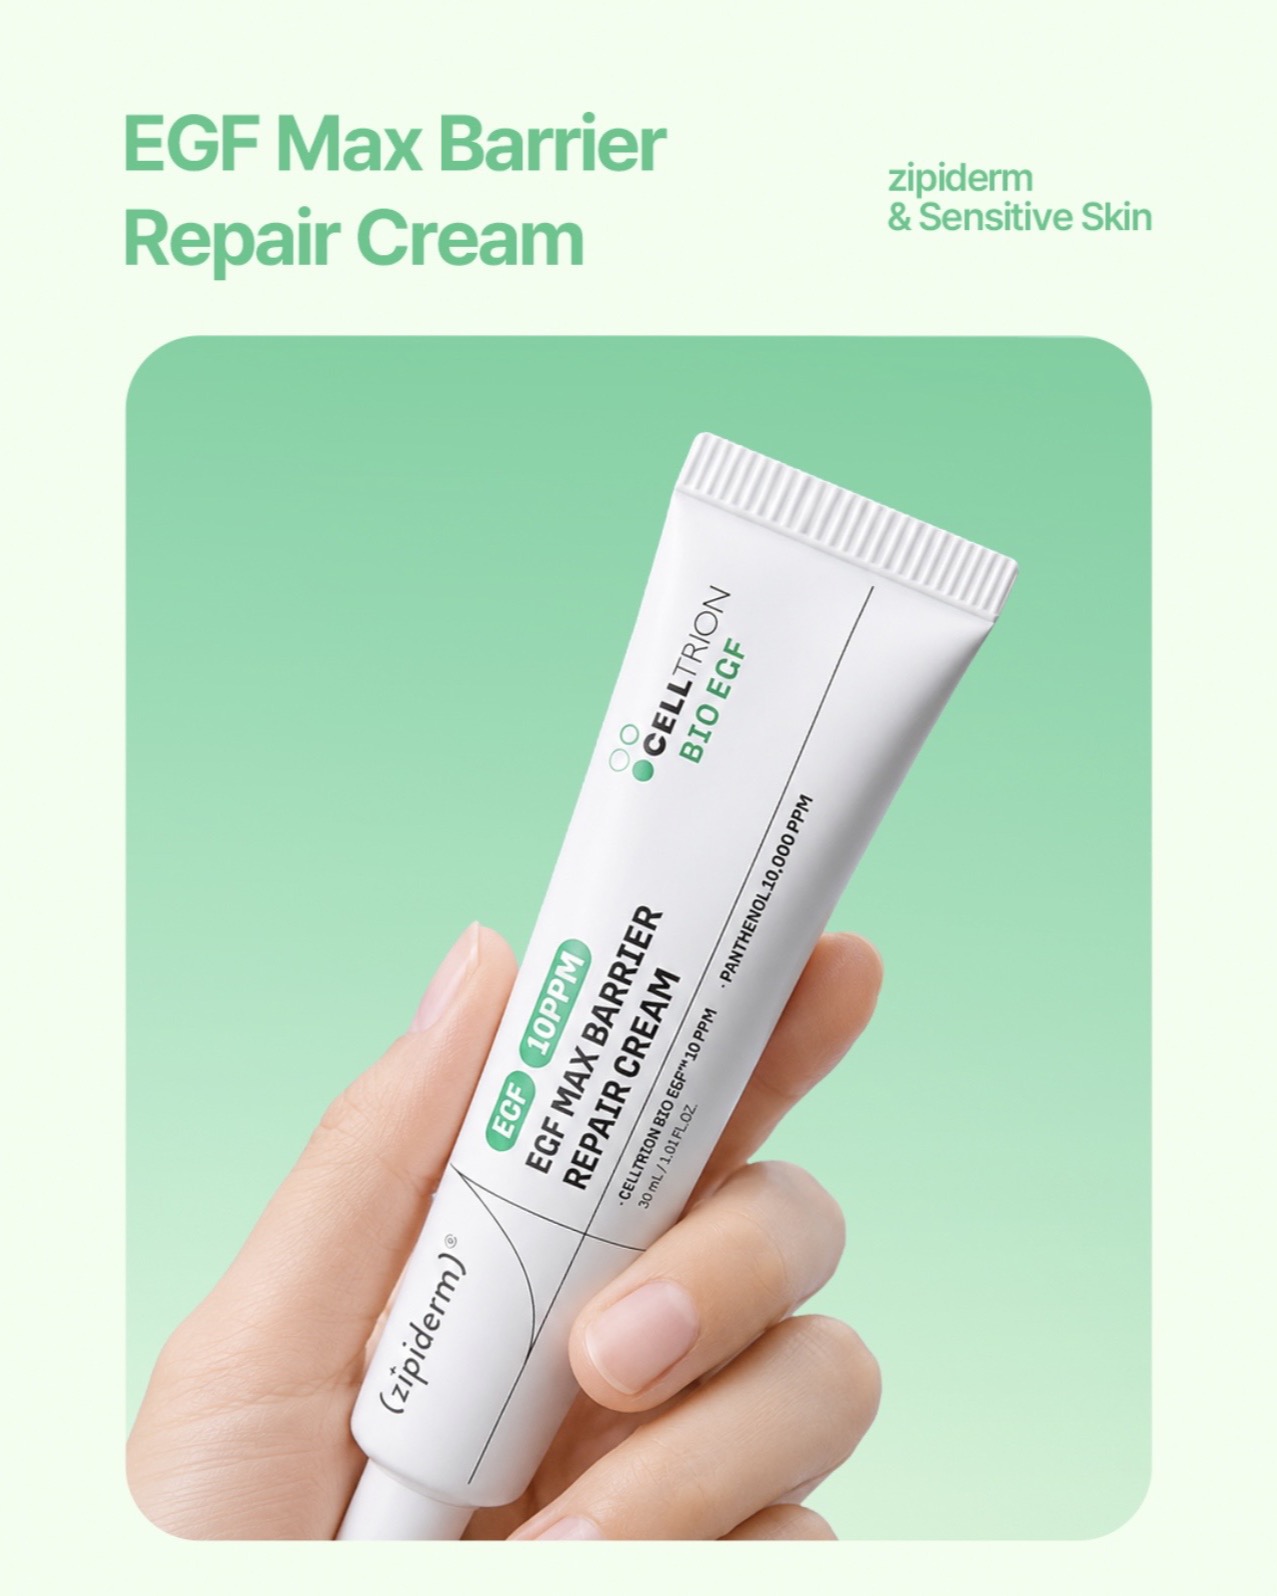 EGF Max Barrier
Repair Cream
zipiderm
& Sensitive Skin
CELLTRION
BIO EGF
ECF 10PPM
EGF MAX BARRIER
REPAIR CREAM
· CELLTRION BIO EGF™ 10 PPM · PANTHENOL 10,000 PPM
30 mL / 1.01 FL.OZ.
(zipiderm)®